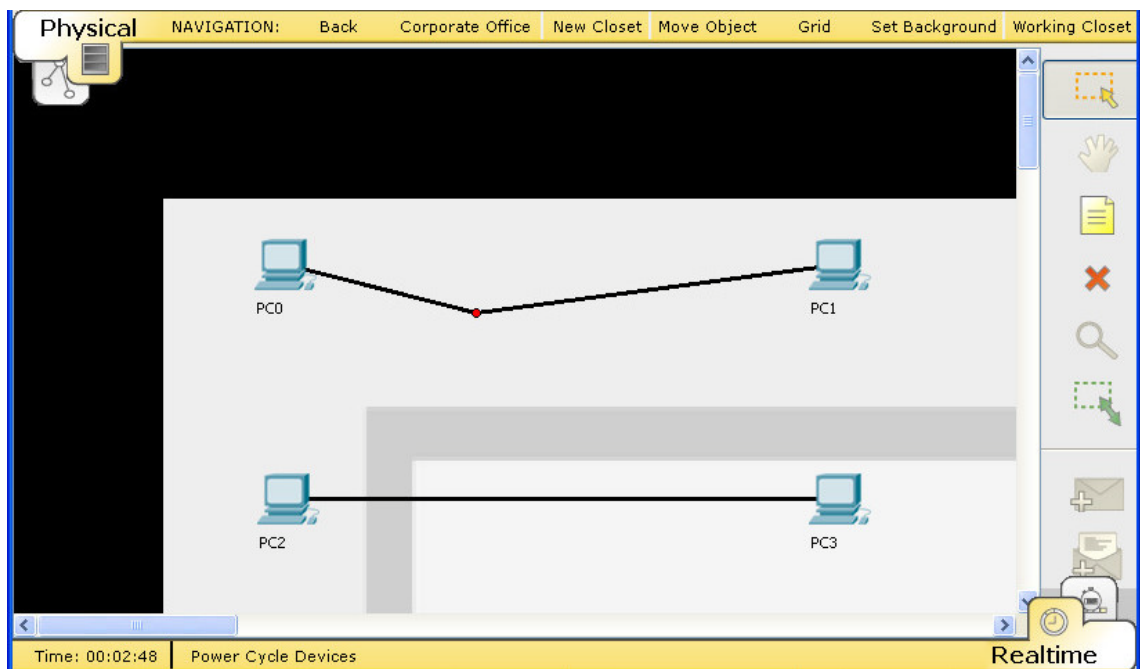 Physical NAVIGATION: Back Corporate Office New Closet Move Object Grid Set Background Working Closet
PC0 PC1
PC2 PC3
Time: 00:02:48 Power Cycle Devices Realtime